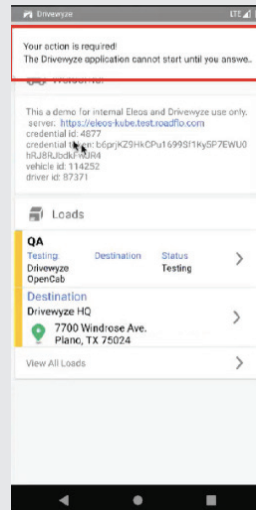 Drivewyze
LTE
Your action is required!
The Drivewyze application cannot start until you answe..
This a demo for internal Eleos and Drivewyze use only.
server: https://eleos-kube.test.roadflo.com
credential id: 4877
credential
vehicle id: 114252
driver id: 87371
Loads
QA
Testing: Destination Status
Drivewyze Testing
OpenCab
Destination
Drivewyze HQ
7700 Windrose Ave.
Plano, TX 75024
View All Loads